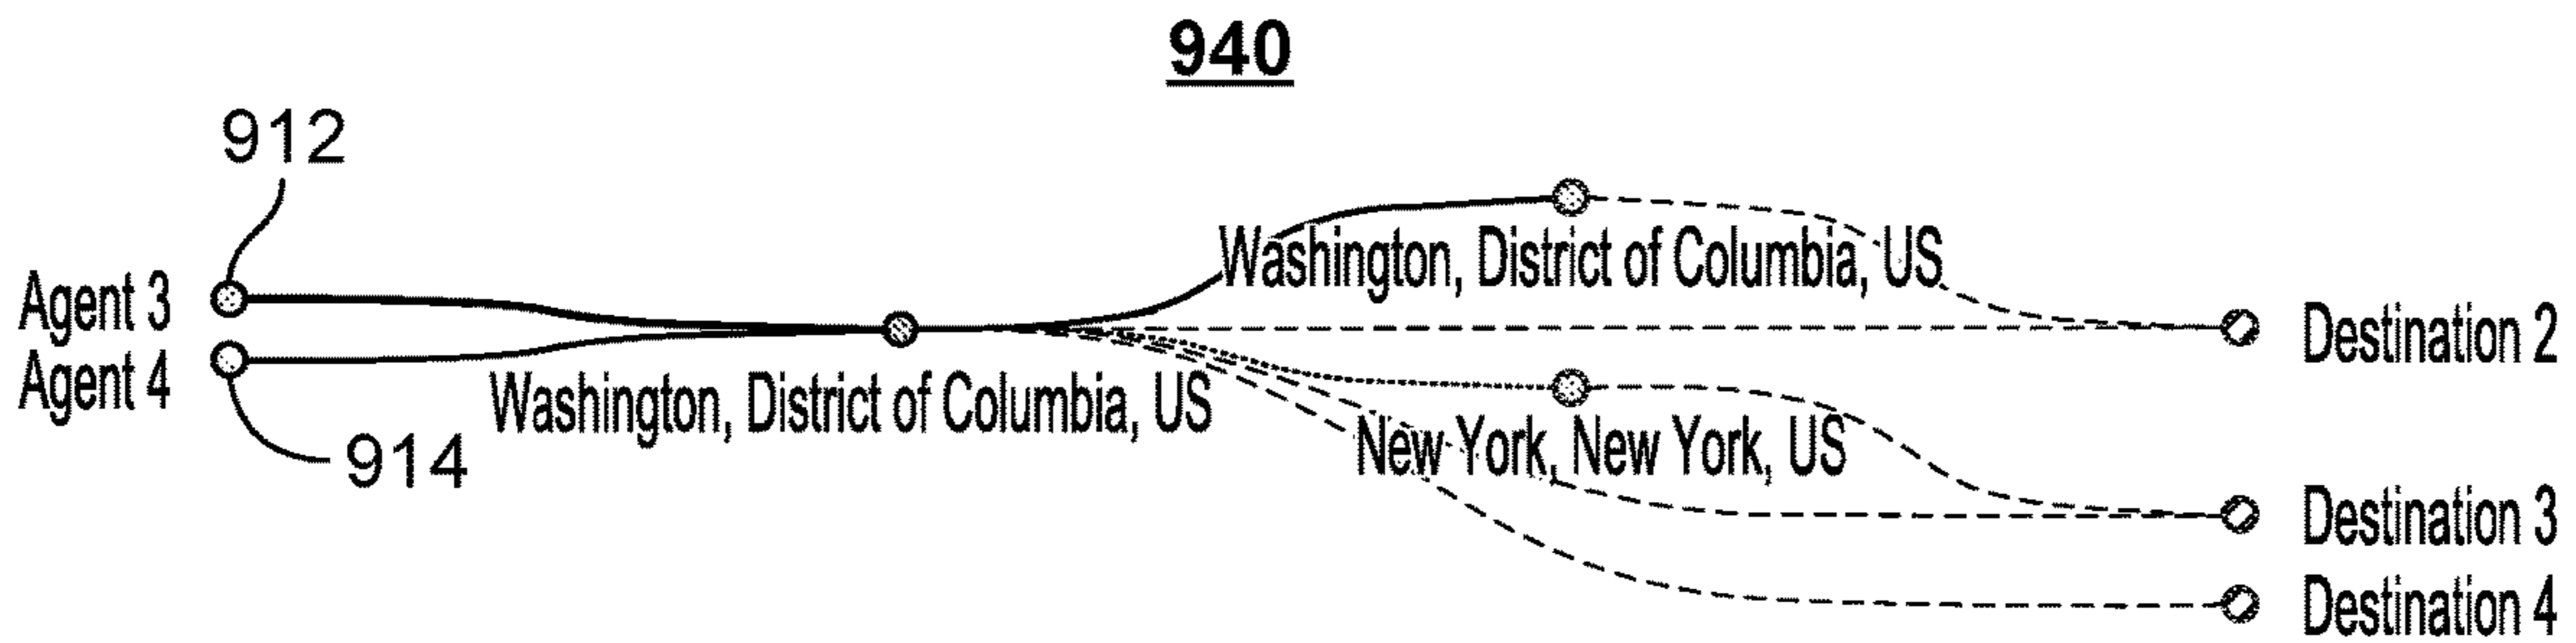 940
912
Agent 3
Agent 4
914
Washington, District of Columbia, US
Washington, District of Columbia, US
New York, New York, US
Destination 2
Destination 3
Destination 4